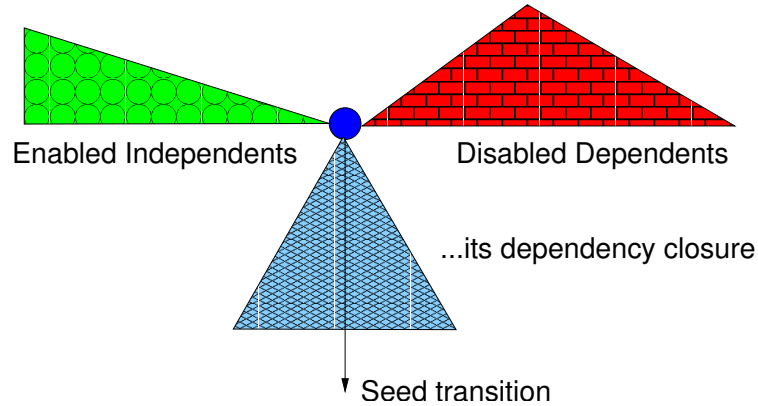 Enabled Independents
Disabled Dependents
...its dependency closure
Seed transition